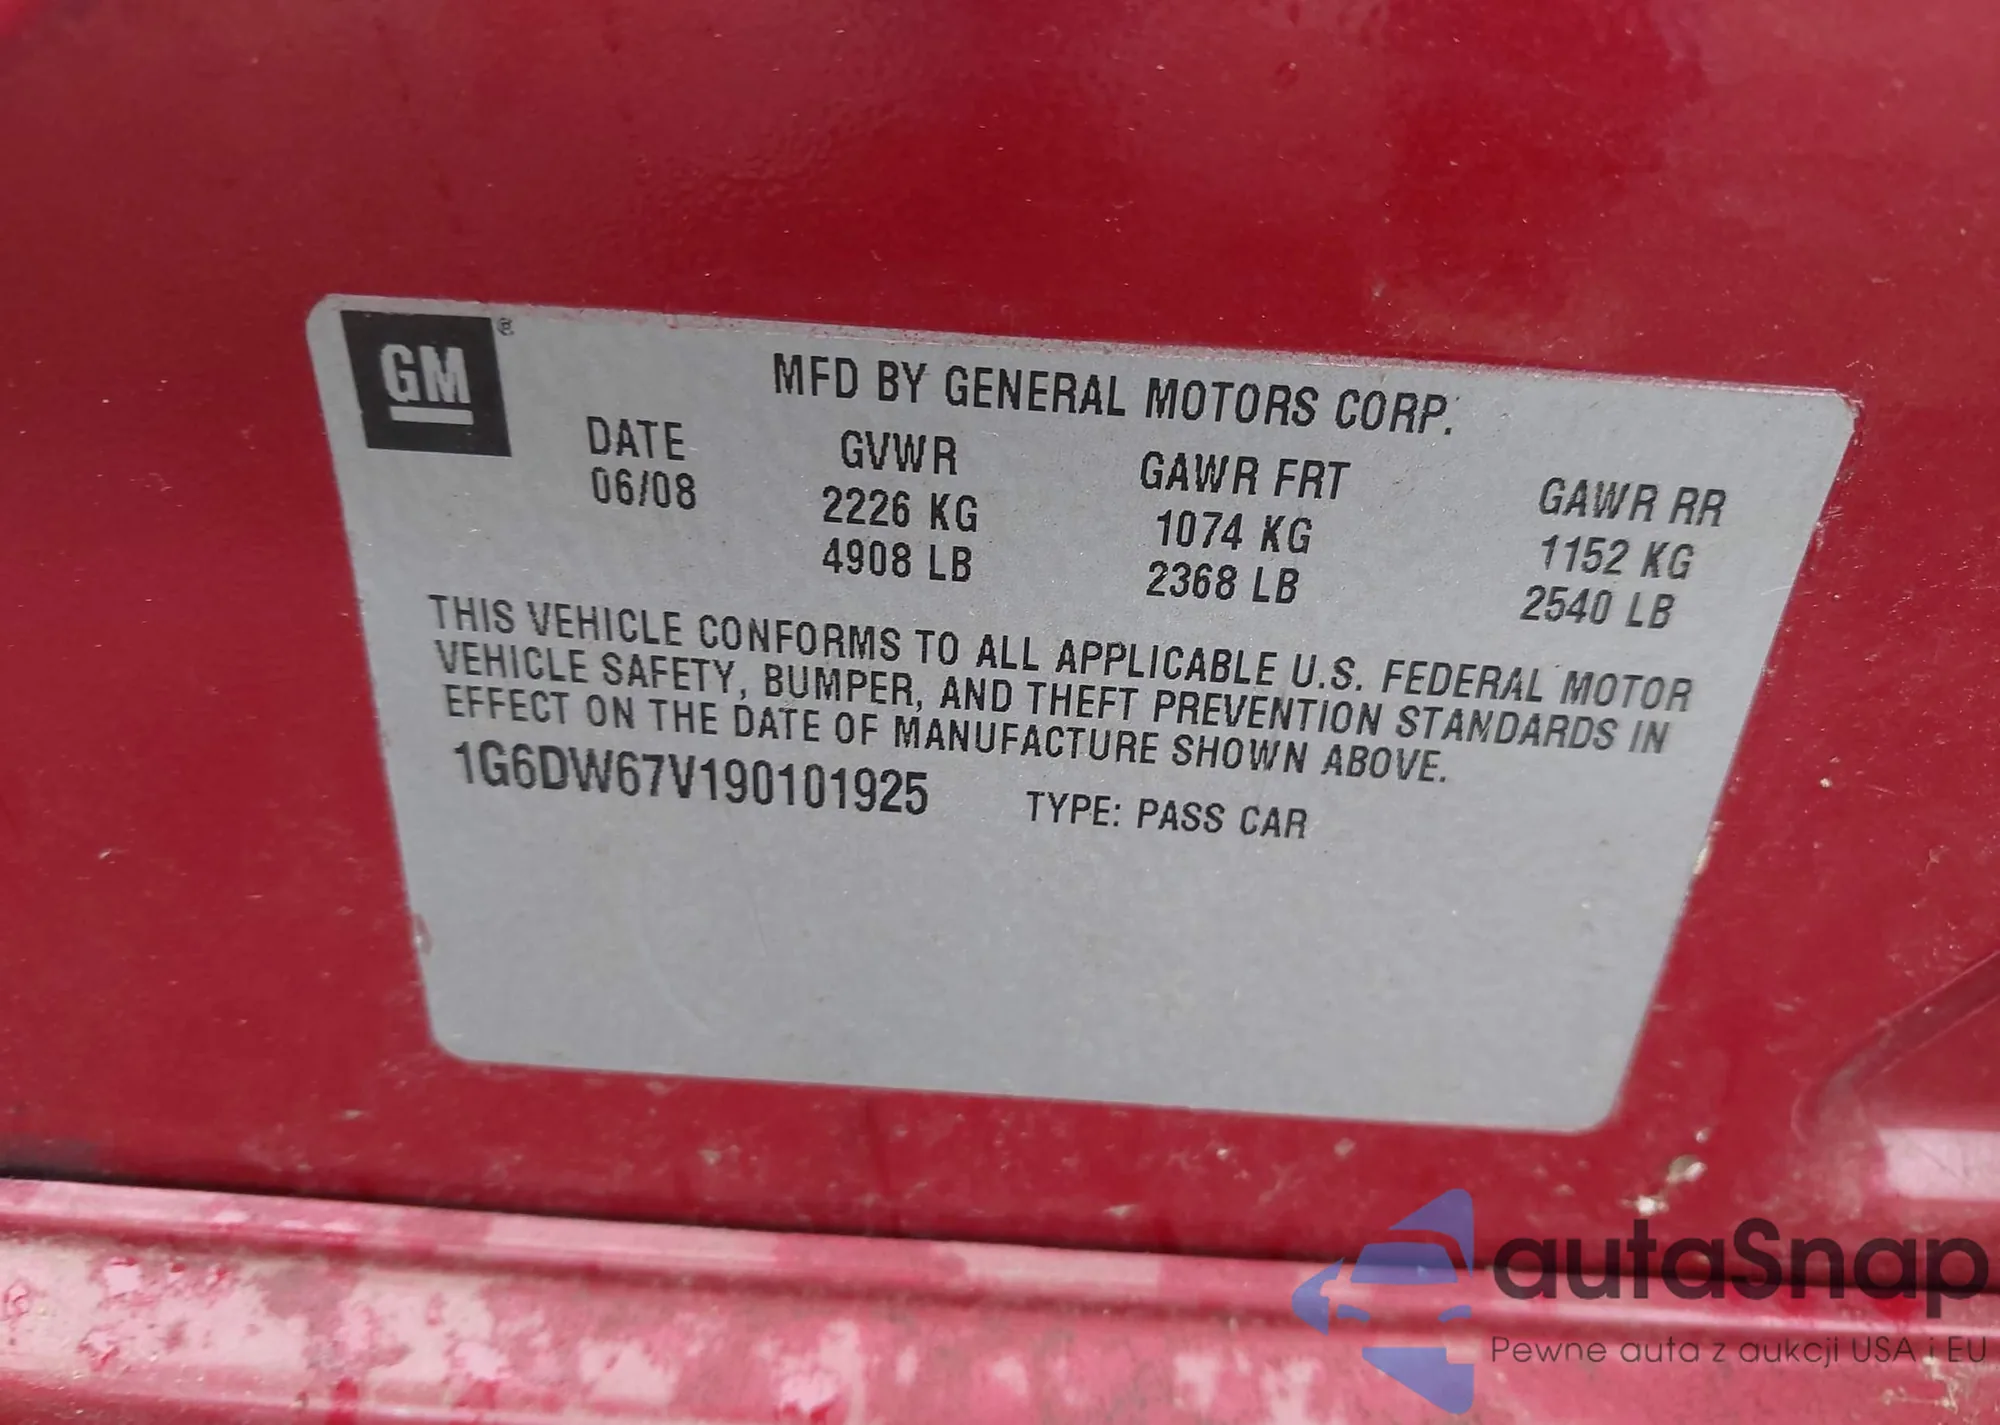 GM ®
MFD BY GENERAL MOTORS CORP.
DATE GVWR GAWR FRT GAWR RR
06/08 2226 KG 1074 KG 1152 KG
4908 LB 2368 LB 2540 LB
THIS VEHICLE CONFORMS TO ALL APPLICABLE U.S. FEDERAL MOTOR
VEHICLE SAFETY, BUMPER, AND THEFT PREVENTION STANDARDS IN
EFFECT ON THE DATE OF MANUFACTURE SHOWN ABOVE.
1G6DW67V190101925 TYPE: PASS CAR
autaSnap
Pewne auta z aukcji USA i EU